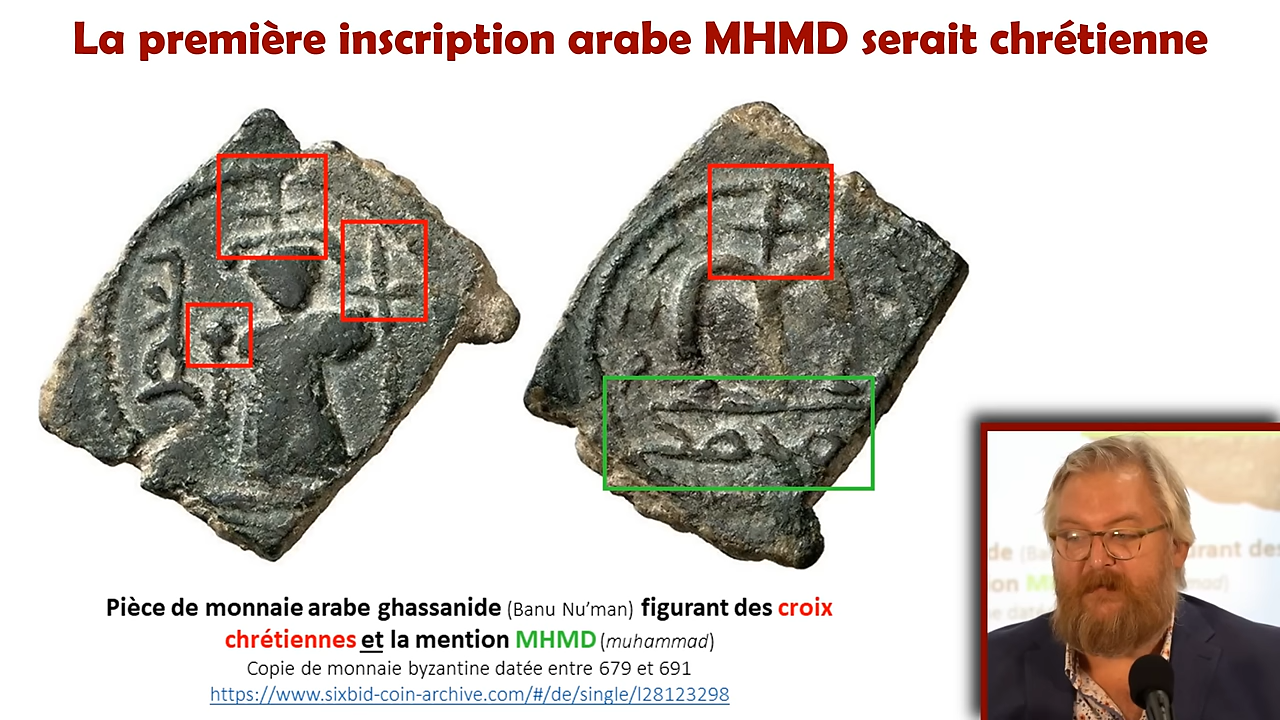 La première inscription arabe MHMD serait chrétienne
Pièce de monnaie arabe ghassanide (Banu Nu’man) figurant des croix
chrétiennes et la mention MHMD (muhammad)
Copie de monnaie byzantine datée entre 679 et 691
https://www.sixbid-coin-archive.com/#/de/single/l28123298